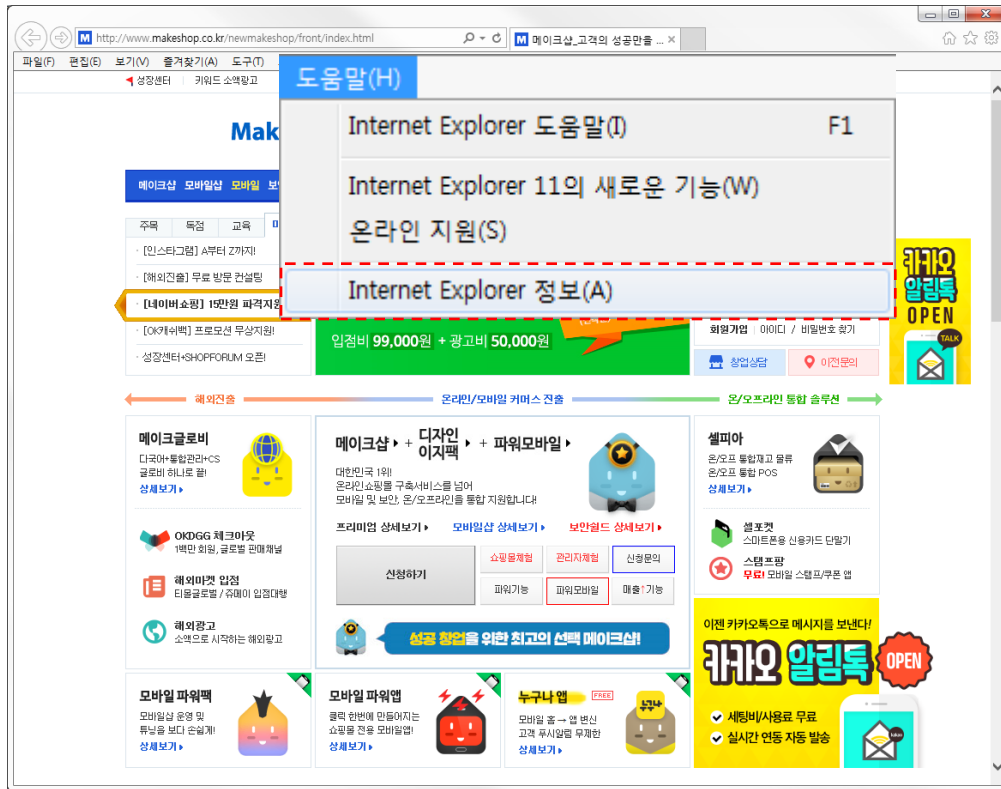 http://www.makeshop.co.kr/newmakeshop/front/index.html
메이크샵_고객의 성공만을 ...
파일(F) 편집(E) 보기(V) 즐겨찾기(A) 도구(T)
성장센터 키워드 소액광고
도움말(H)
Internet Explorer 도움말(I) F1
Internet Explorer 11의 새로운 기능(W)
온라인 지원(S)
Internet Explorer 정보(A)
Mak
메이크샵 모바일샵 모바일
주목 독점 교육
[인스타그램] A부터 Z까지!
[해외진출] 무료 방문 컨설팅
[네이버쇼핑] 15만원 파격지원
[OK캐쉬백] 프로모션 무상지원!
성장센터+SHOPFORUM 오픈!
입점비 99,000원 + 광고비 50,000원
회원가입 아이디 / 비밀번호 찾기
창업상담 이전문의
카카오
알림톡
OPEN
TALK
해외진출
온라인/모바일 커머스 진출
온/오프라인 통합 솔루션
메이크글로비
다국어+통합관리+CS
글로비 하나로 끝!
상세보기
OKDGG 체크아웃
1백만 회원, 글로벌 판매채널
해외마켓 입점
티몰글로벌 / 쥬메이 입점대행
해외광고
소액으로 시작하는 해외광고
메이크샵 + 디자인 이지팩 + 파워모바일
대한민국 1위!
온라인쇼핑몰 구축서비스를 넘어
모바일 및 보안, 온/오프라인을 통합 지원합니다!
프리미엄 상세보기 모바일샵 상세보기 보안월드 상세보기
신청하기
쇼핑몰체험 관리자체험 신청문의
파워기능 파워모바일 매출↑기능
성공 창업을 위한 최고의 선택 메이크샵!
셀피아
온/오프 통합재고 물류
온/오프 통합 POS
상세보기
셀포켓
스마트폰용 신용카드 단말기
스탬프팡
무료! 모바일 스탬프/쿠폰 앱
이젠 카카오톡으로 메시지를 보낸다!
카카오 알림톡
OPEN
세팅비/사용료 무료
실시간 연동 자동 발송
모바일 파워팩
모바일샵 운영 및
튜닝을 보다 손쉽게!
상세보기
모바일 파워앱
클릭 한번에 만들어지는
쇼핑몰 전용 모바일앱!
상세보기
누구나 앱 FREE
모바일 홈 → 앱 변신
고객 푸시알림 무제한
상세보기
누구나